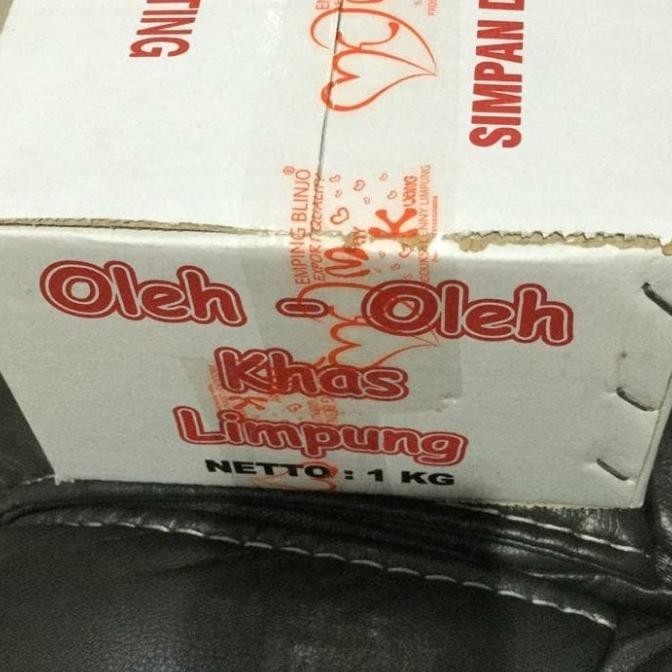 TING
SIMPAN D
EMPING BLINJO®
EXPORT QUALITY
Oleh - Oleh
Khas
Limpung
NETTO : 1 KG